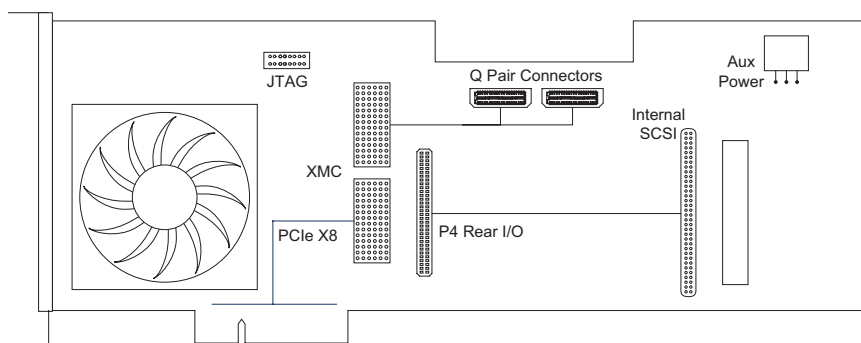 JTAG
Q Pair Connectors
Aux
Power
Internal
SCSI
XMC
PCIe X8
P4 Rear I/O